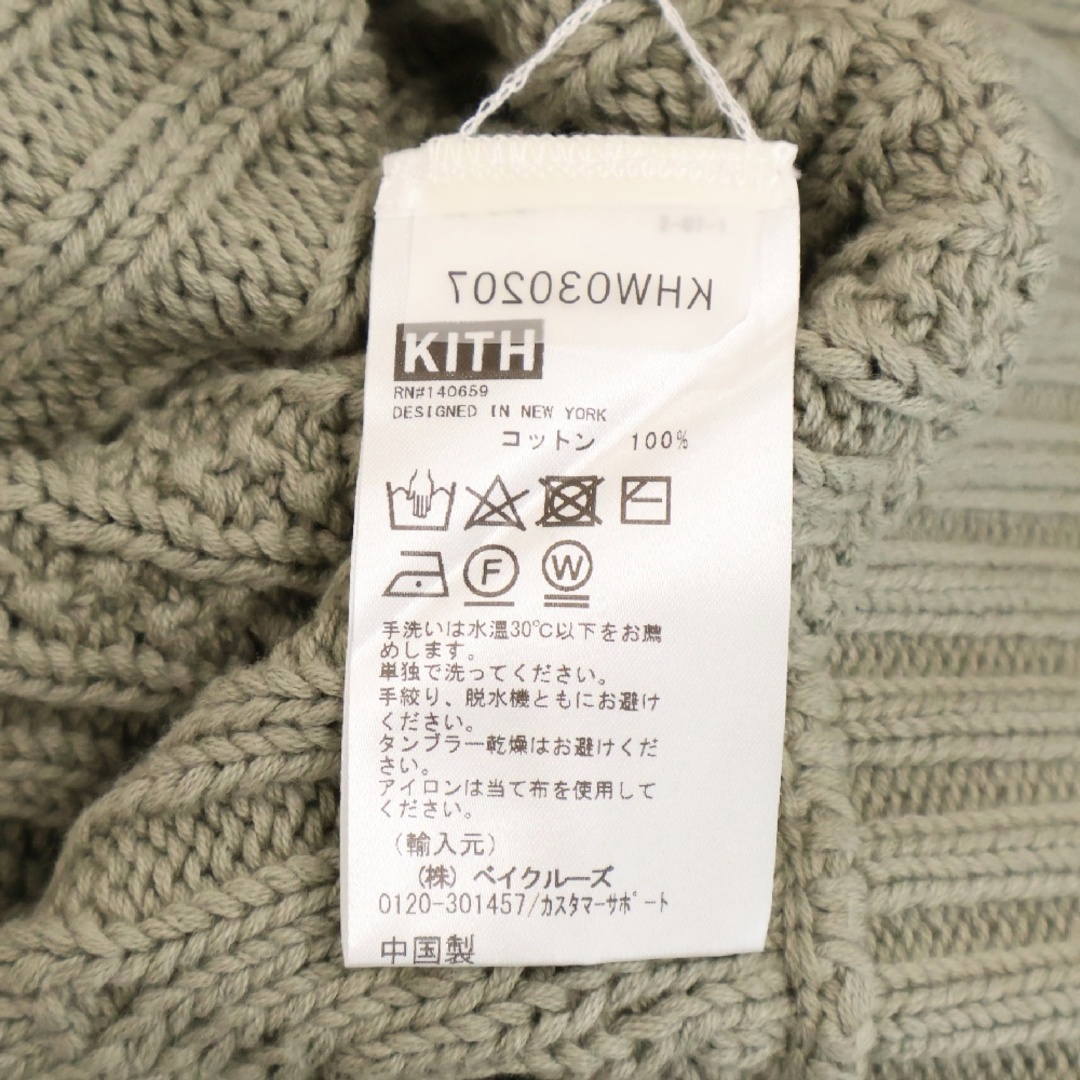 KHW030207
KITH
RN#140659
DESIGNED IN NEW YORK
コットン 100%
F W
手洗いは水温30℃以下をお薦
めします。
単独で洗ってください。
手絞り、脱水機ともにお避け
ください。
タンブラー乾燥はお避けくだ
さい。
アイロンは当て布を使用して
ください。
(輸入元)
(株) ベイクルーズ
0120-301457/カスタマーサポート
中国製